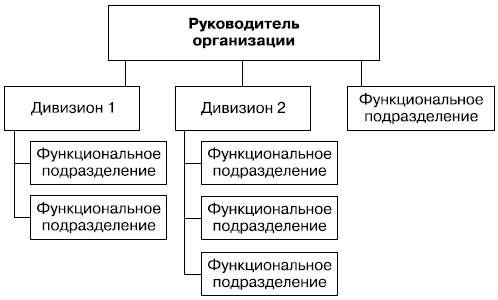 Руководитель
организации
Дивизион 1
Дивизион 2
Функциональное
подразделение
Функциональное
подразделение
Функциональное
подразделение
Функциональное
подразделение
Функциональное
подразделение
Функциональное
подразделение